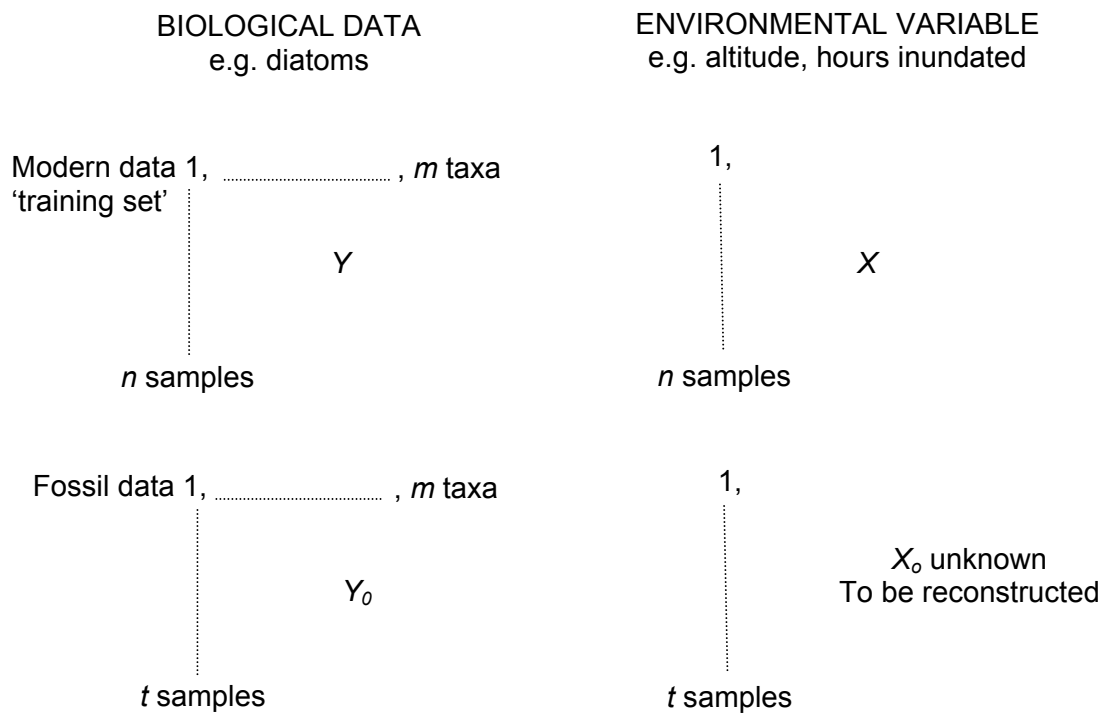 BIOLOGICAL DATA
e.g. diatoms
ENVIRONMENTAL VARIABLE
e.g. altitude, hours inundated
Modern data 1, ............................ , m taxa
‘training set’
Y
n samples
1,
X
n samples
Fossil data 1, ............................ , m taxa
Y₀
t samples
1,
Xₒ unknown
To be reconstructed
t samples